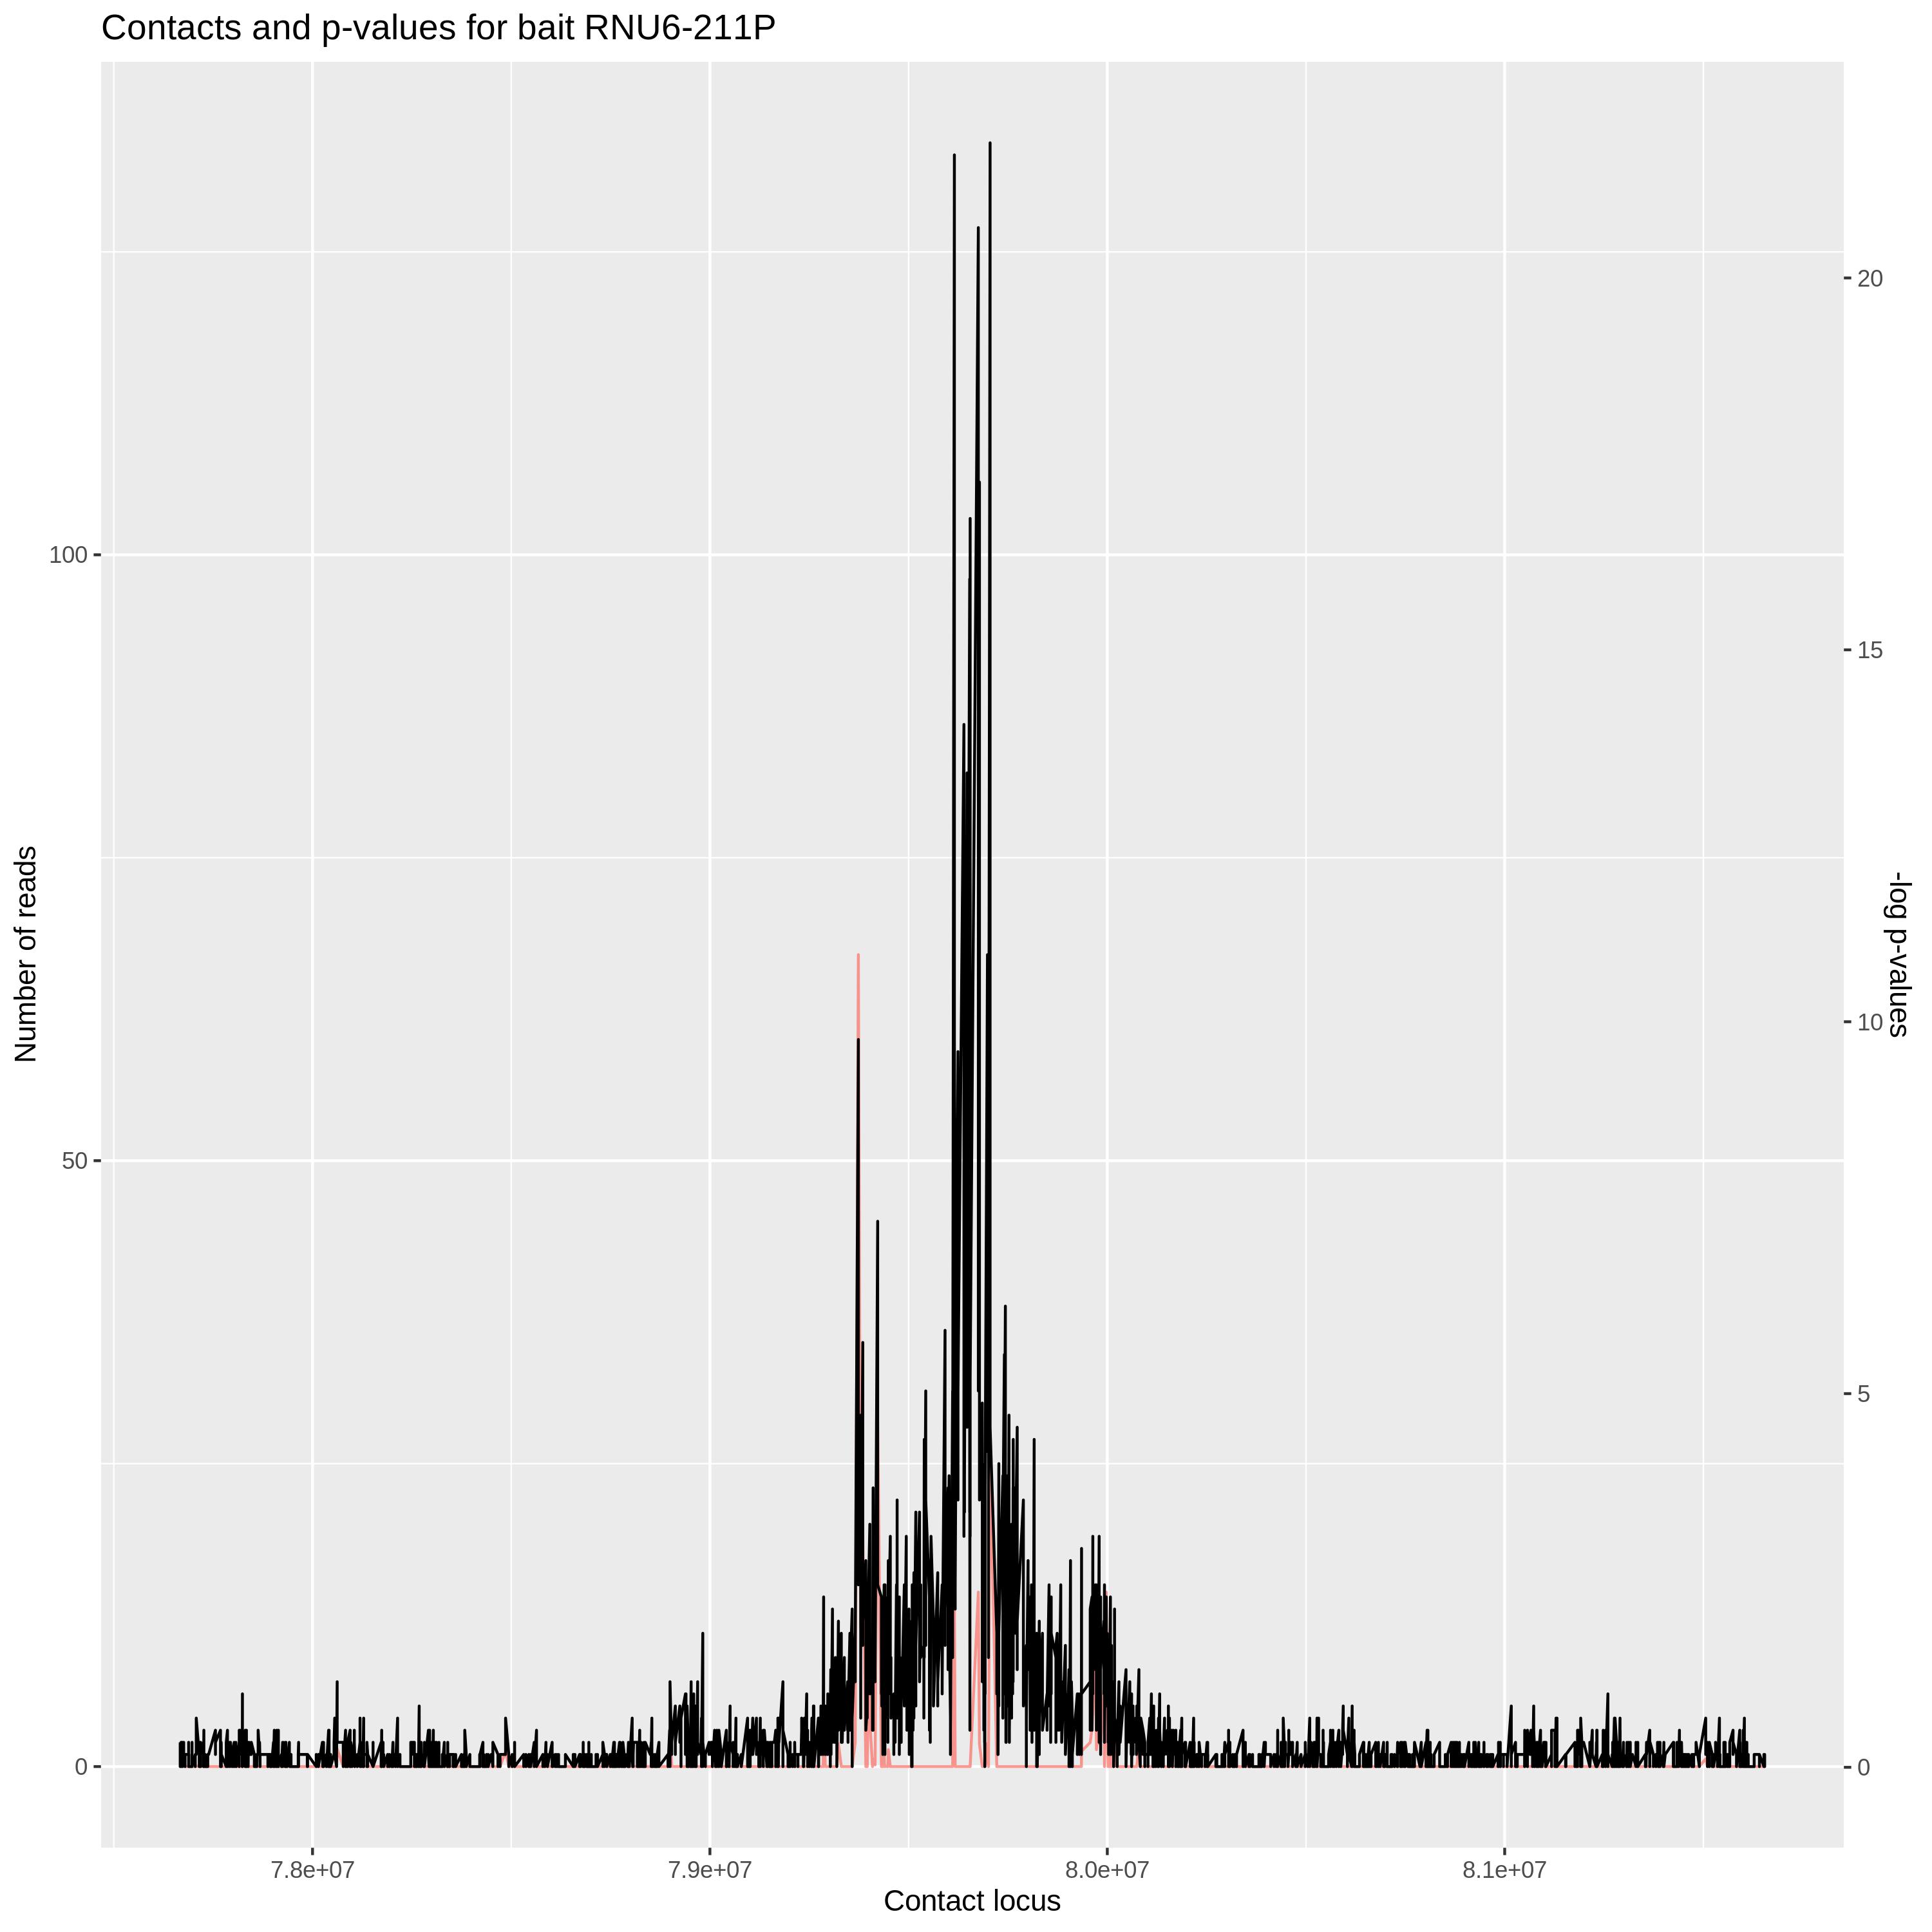 Contacts and p-values for bait RNU6-211P
Number of reads
100
50
0
20
15
10
5
0
-log p-values
7.8e+07
7.9e+07
8.0e+07
8.1e+07
Contact locus